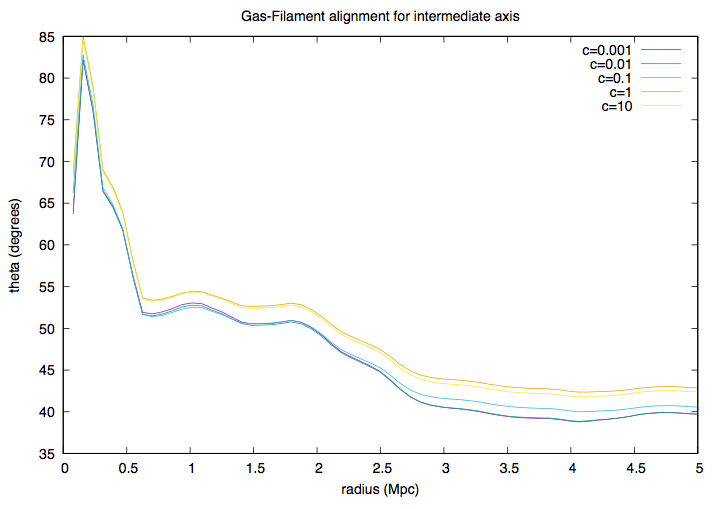 Gas-Filament alignment for intermediate axis
85
80
75
70
65
60
55
50
45
40
35
theta (degrees)
c=0.001
c=0.01
c=0.1
c=1
c=10
0 0.5 1 1.5 2 2.5 3 3.5 4 4.5 5
radius (Mpc)